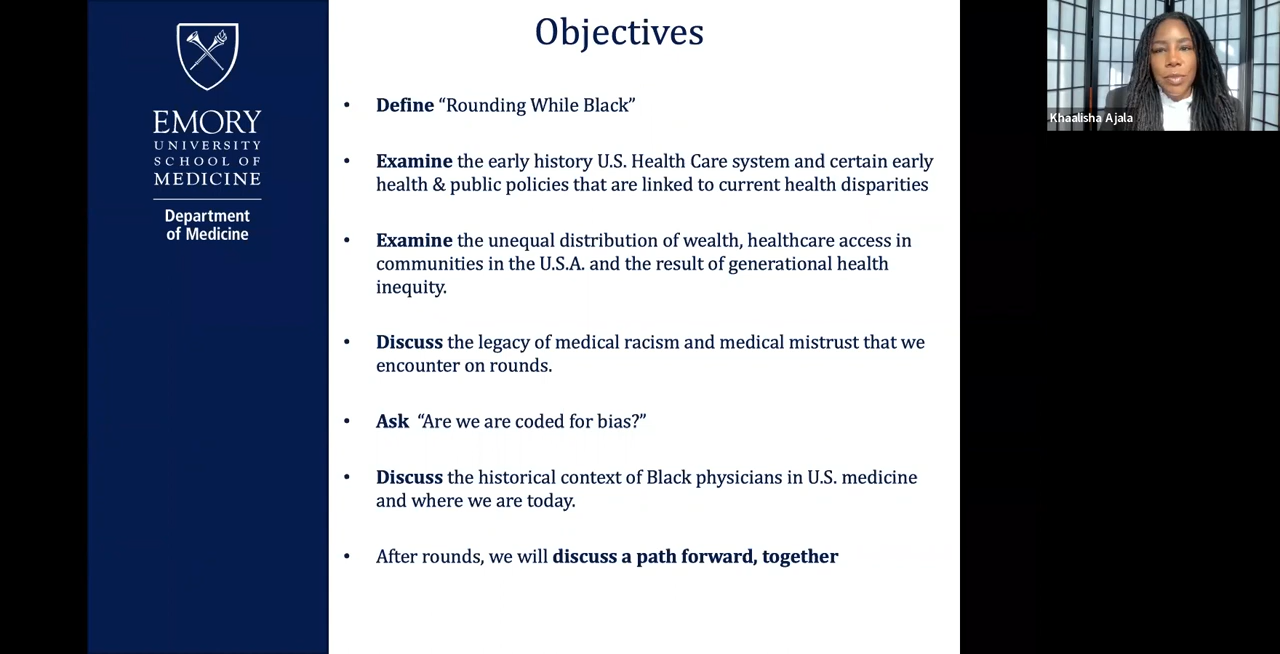 Objectives
EMORY
UNIVERSITY
SCHOOL OF
MEDICINE
Department
of Medicine
• Define “Rounding While Black”
• Examine the early history U.S. Health Care system and certain early
health & public policies that are linked to current health disparities
• Examine the unequal distribution of wealth, healthcare access in
communities in the U.S.A. and the result of generational health
inequity.
• Discuss the legacy of medical racism and medical mistrust that we
encounter on rounds.
• Ask “Are we are coded for bias?”
• Discuss the historical context of Black physicians in U.S. medicine
and where we are today.
• After rounds, we will discuss a path forward, together
Khaalisha Ajala